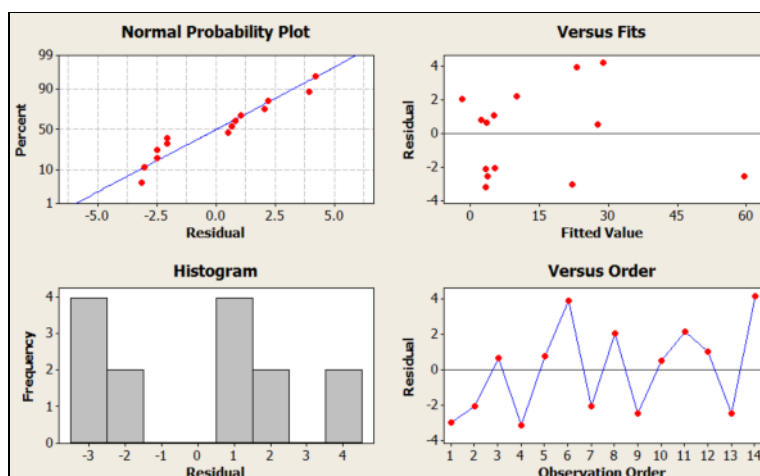 Normal Probability Plot
Percent
99
90
50
10
1
-5.0 -2.5 0.0 2.5 5.0
Residual
Versus Fits
Residual
4
2
0
-2
-4
0 15 30 45 60
Fitted Value
Histogram
Frequency
4
3
2
1
0
-3 -2 -1 0 1 2 3 4
Residual
Versus Order
Residual
4
2
0
-2
-4
1 2 3 4 5 6 7 8 9 10 11 12 13 14
Observation Order